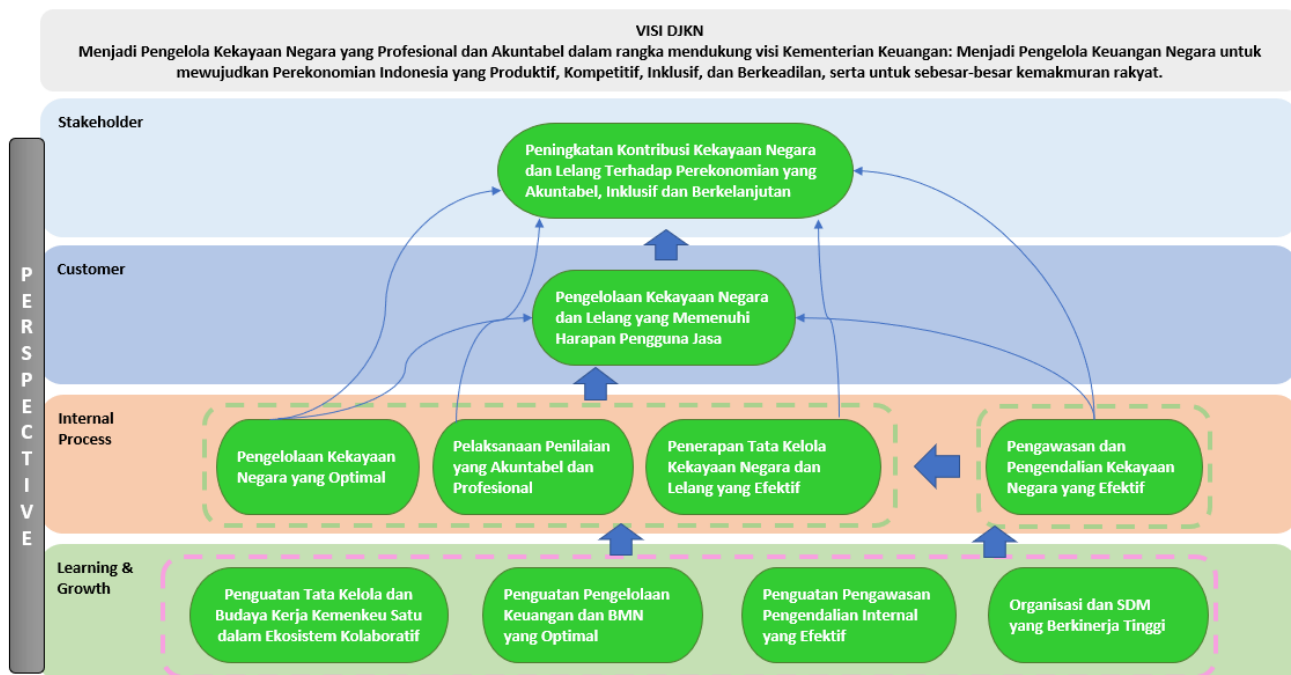 VISI DJKN
Menjadi Pengelola Kekayaan Negara yang Profesional dan Akuntabel dalam rangka mendukung visi Kementerian Keuangan: Menjadi Pengelola Keuangan Negara untuk
mewujudkan Perekonomian Indonesia yang Produktif, Kompetitif, Inklusif, dan Berkeadilan, serta untuk sebesar-besar kemakmuran rakyat.
PERSPECTIVE
Stakeholder
Peningkatan Kontribusi Kekayaan Negara
dan Lelang Terhadap Perekonomian yang
Akuntabel, Inklusif dan Berkelanjutan
Customer
Pengelolaan Kekayaan Negara
dan Lelang yang Memenuhi
Harapan Pengguna Jasa
Internal
Process
Pengelolaan Kekayaan
Negara yang Optimal
Pelaksanaan Penilaian
yang Akuntabel dan
Profesional
Penerapan Tata Kelola
Kekayaan Negara dan
Lelang yang Efektif
Pengawasan dan
Pengendalian Kekayaan
Negara yang Efektif
Learning &
Growth
Penguatan Tata Kelola dan
Budaya Kerja Kemenkeu Satu
dalam Ekosistem Kolaboratif
Penguatan Pengelolaan
Keuangan dan BMN
yang Optimal
Penguatan Pengawasan
Pengendalian Internal
yang Efektif
Organisasi dan SDM
yang Berkinerja Tinggi